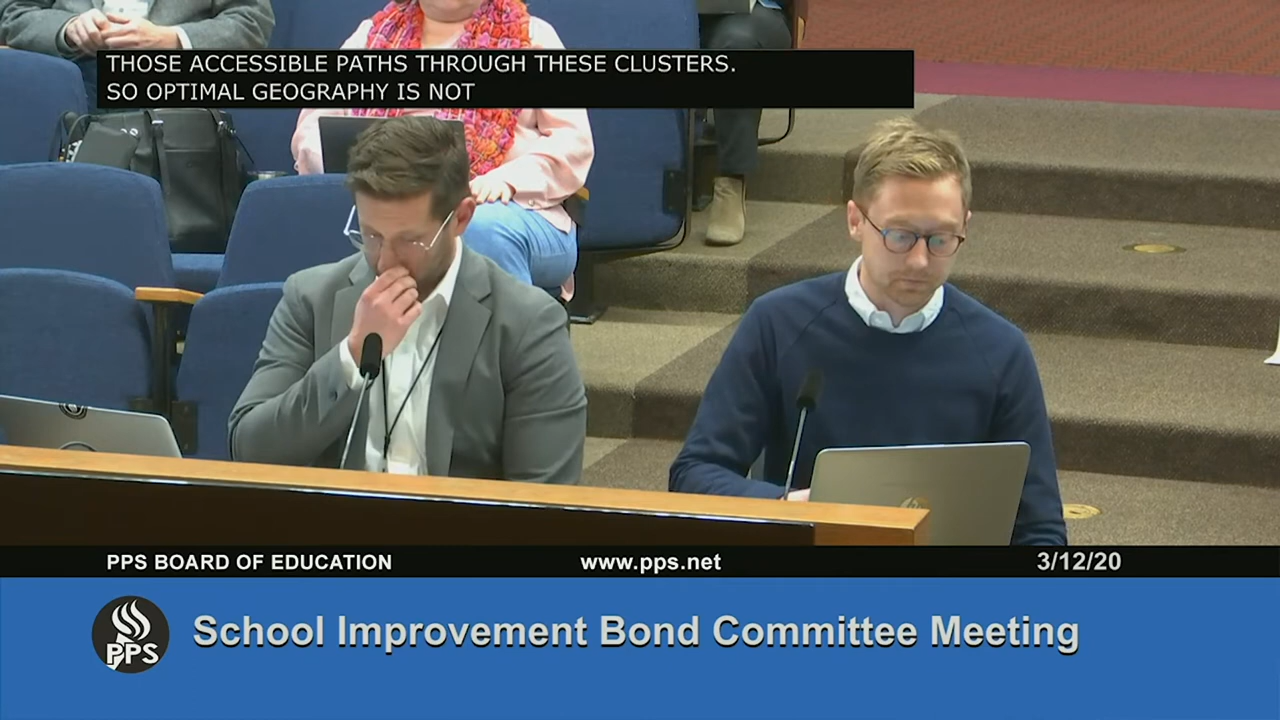 THOSE ACCESSIBLE PATHS THROUGH THESE CLUSTERS.
SO OPTIMAL GEOGRAPHY IS NOT
PPS BOARD OF EDUCATION
www.pps.net
3/12/20
PPS
School Improvement Bond Committee Meeting